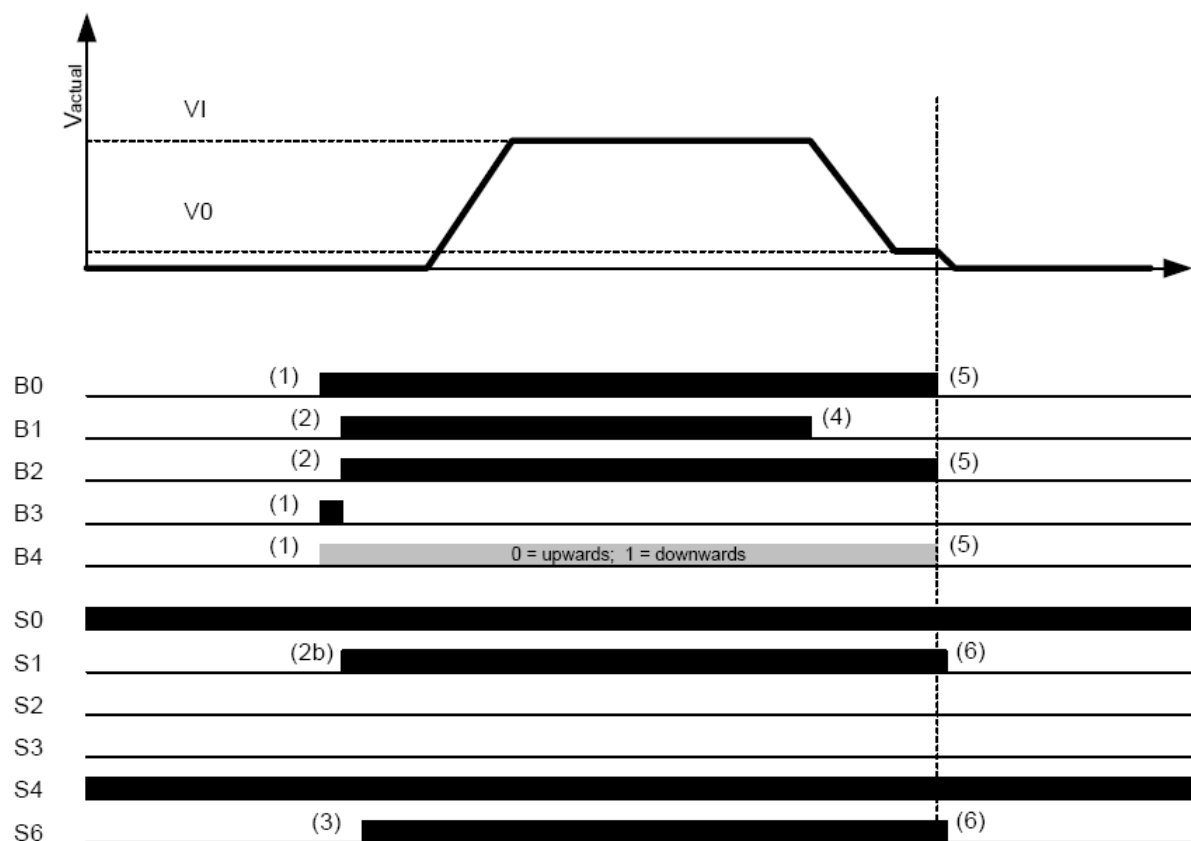 Vactual
VI
V0
B0 (1) (5)
B1 (2) (4)
B2 (2) (5)
B3 (1)
B4 (1) 0 = upwards; 1 = downwards (5)
S0
S1 (2b) (6)
S2
S3
S4
S6 (3) (6)